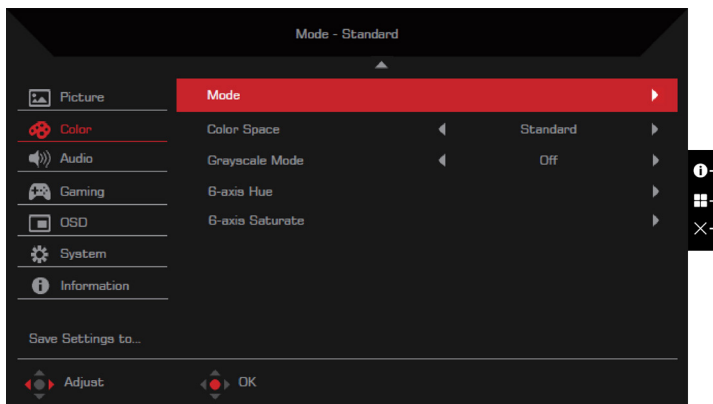 Mode - Standard
Picture
Mode
Color
Color Space
Standard
Audio
Grayscale Mode
Off
Gaming
6-axis Hue
OSD
6-axis Saturate
System
Information
Save Settings to...
Adjust
OK